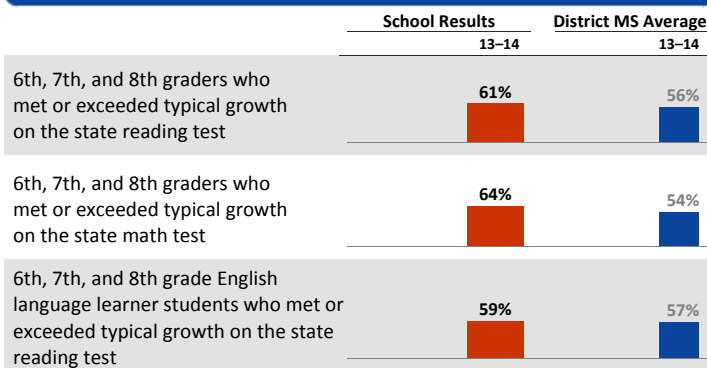 School Results District MS Average
13–14 13–14
6th, 7th, and 8th graders who
met or exceeded typical growth
on the state reading test
61% 56%
6th, 7th, and 8th graders who
met or exceeded typical growth
on the state math test
64% 54%
6th, 7th, and 8th grade English
language learner students who met or
exceeded typical growth on the state
reading test
59% 57%